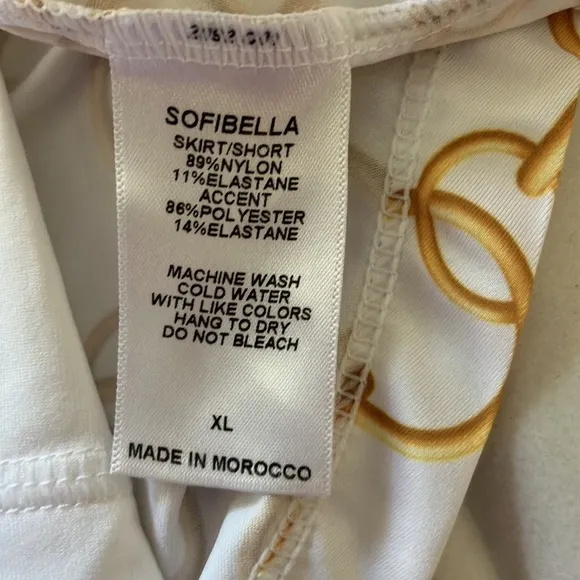 SOFIBELLA
SKIRT/SHORT
89%NYLON
11%ELASTANE
ACCENT
86%POLYESTER
14%ELASTANE
MACHINE WASH
COLD WATER
WITH LIKE COLORS
HANG TO DRY
DO NOT BLEACH
XL
MADE IN MOROCCO